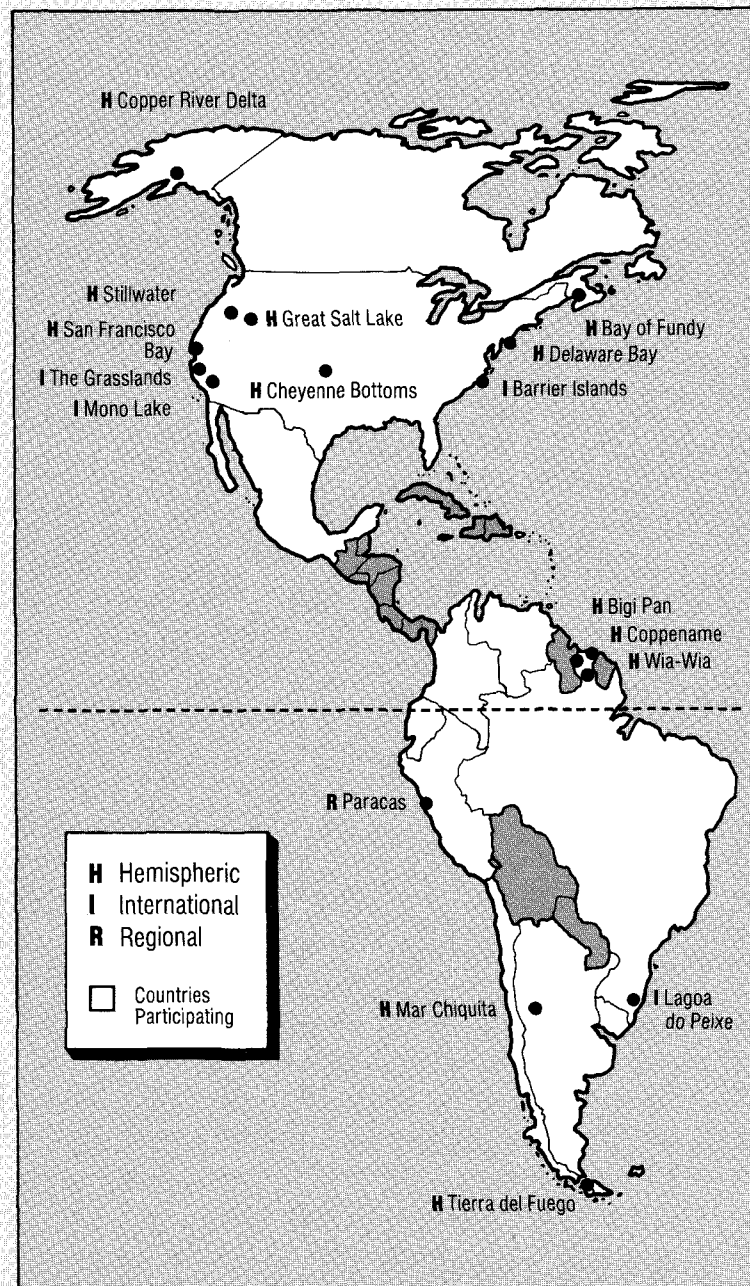 H Copper River Delta
H Stillwater
H Great Salt Lake
H San Francisco
Bay
H Bay of Fundy
H Delaware Bay
I The Grasslands
H Cheyenne Bottoms
I Barrier Islands
I Mono Lake
H Bigi Pan
H Coppename
H Wia-Wia
R Paracas
H Hemispheric
I International
R Regional
Countries
Participating
H Mar Chiquita
I Lagoa
do Peixe
H Tierra del Fuego